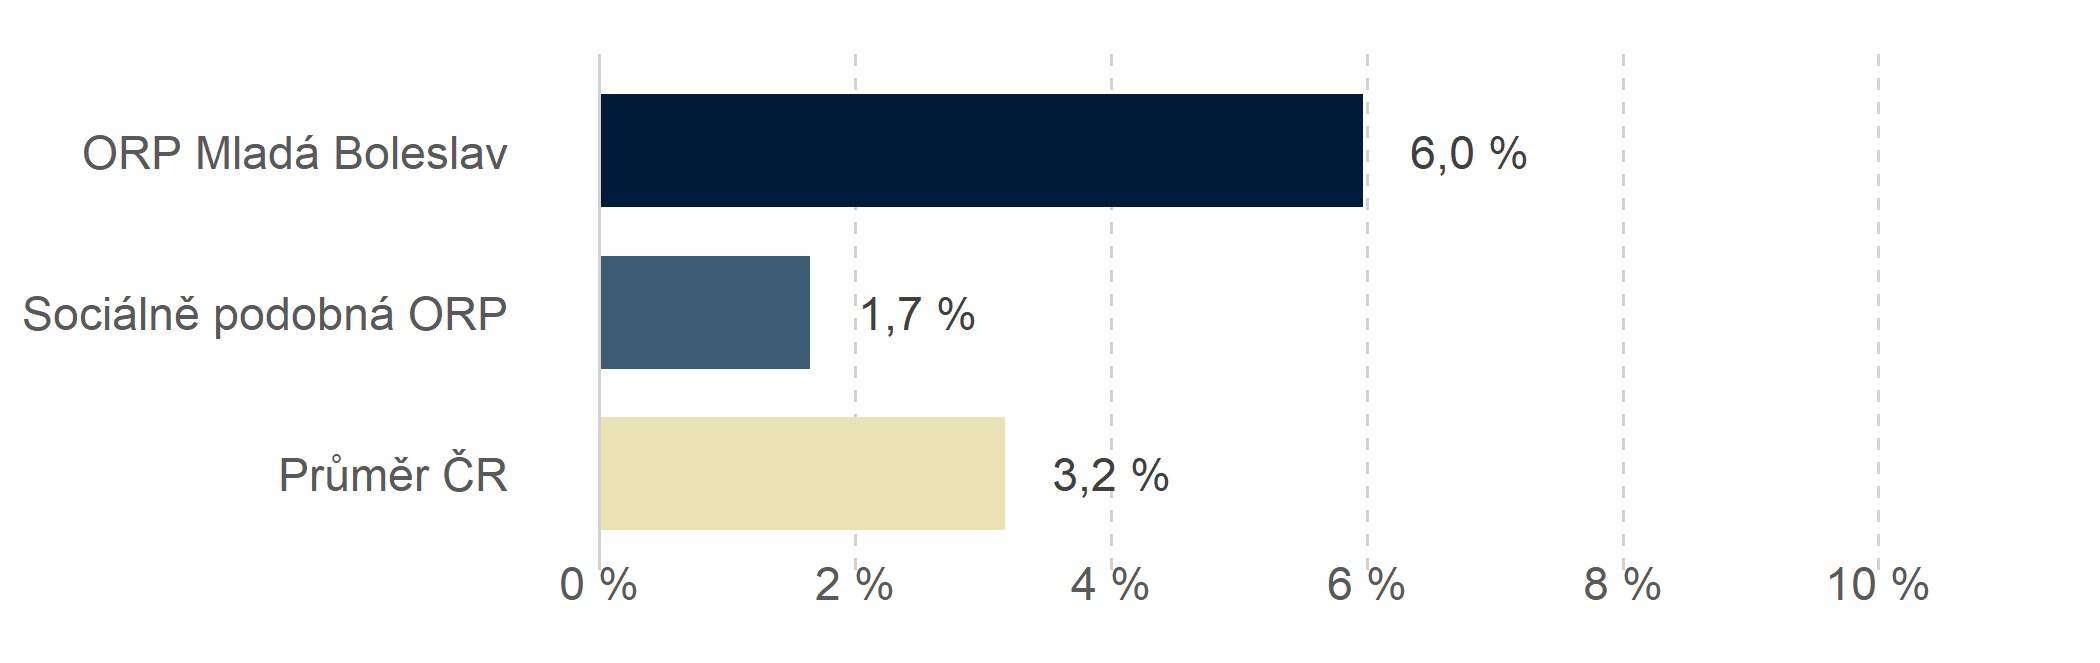 ORP Mladá Boleslav 6,0 %
Sociálně podobná ORP 1,7 %
Průměr ČR 3,2 %
0 % 2 % 4 % 6 % 8 % 10 %